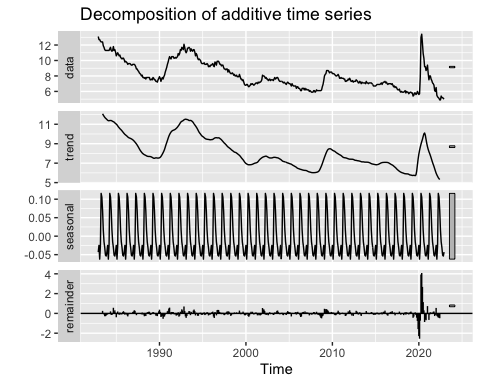 Decomposition of additive time series
data
12
10
8
6
trend
11
9
7
5
seasonal
0.10
0.05
0.00
-0.05
remainder
4
2
0
-2
1990 2000 2010 2020
Time